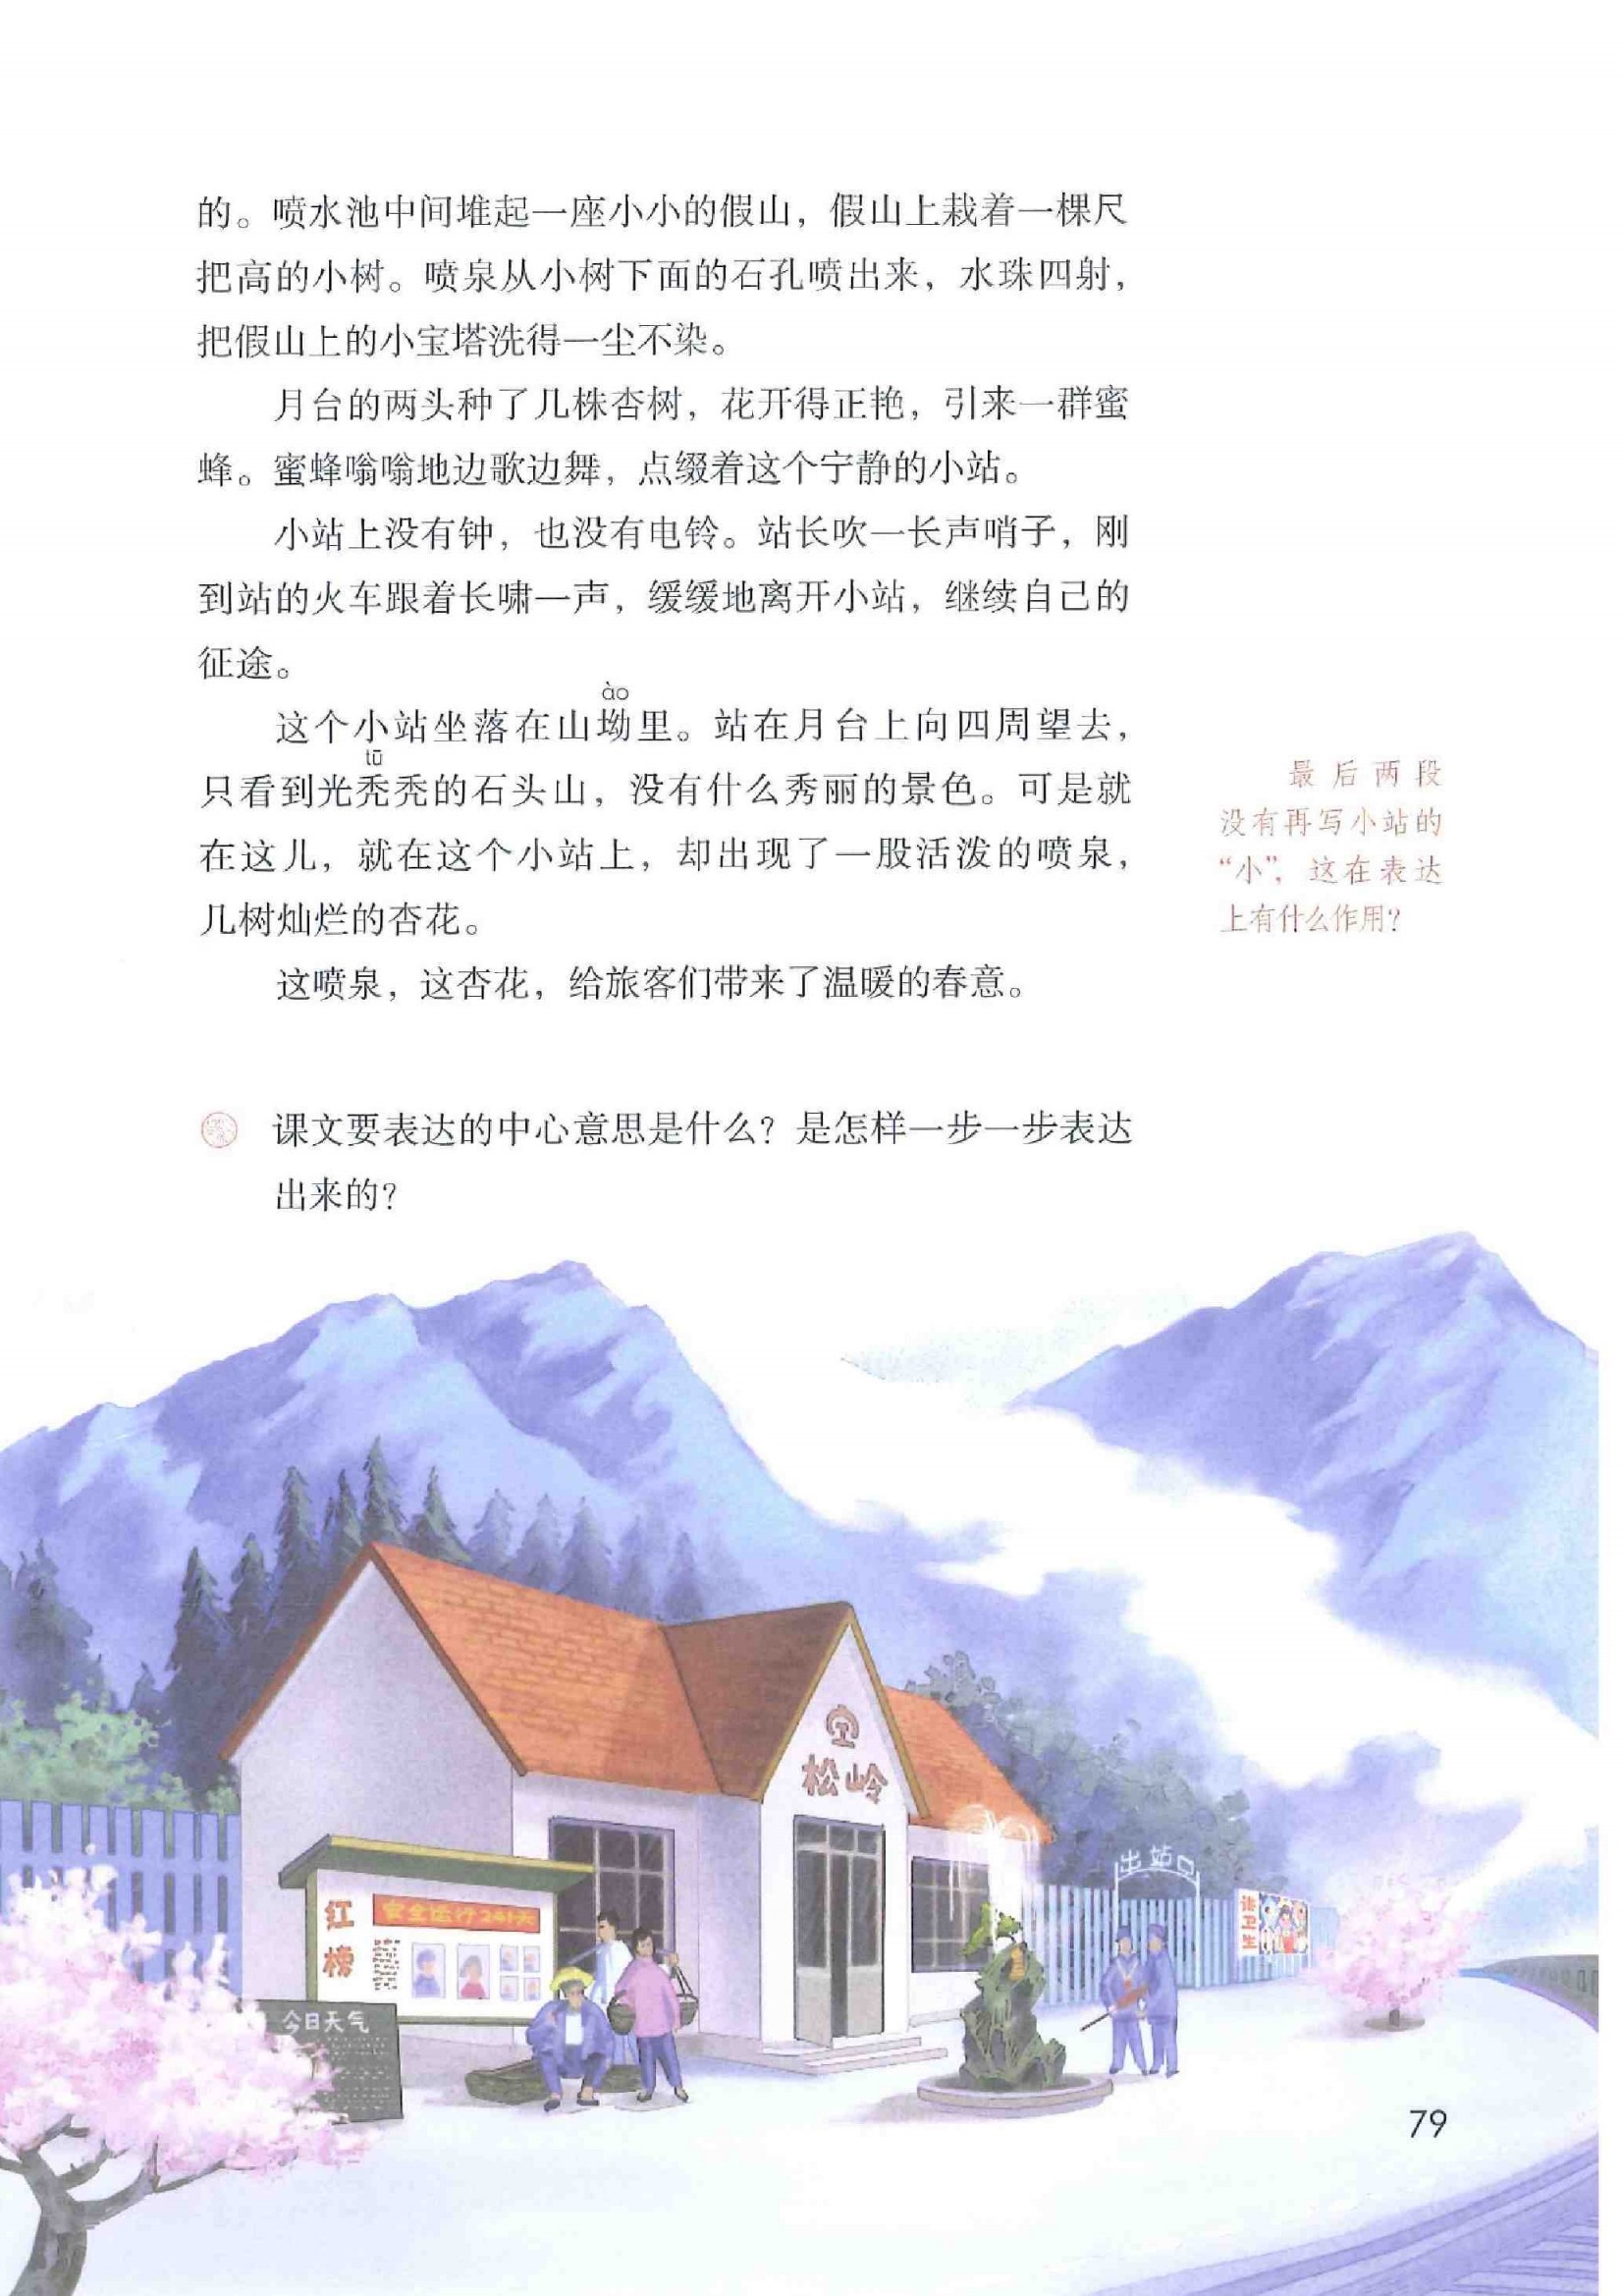 的。喷水池中间堆起一座小小的假山，假山上栽着一棵尺
把高的小树。喷泉从小树下面的石孔喷出来，水珠四射，
把假山上的小宝塔洗得一尘不染。
月台的两头种了几株杏树，花开得正艳，引来一群蜜
蜂。蜜蜂嗡嗡地边歌边舞，点缀着这个宁静的小站。
小站上没有钟，也没有电铃。站长吹一长声哨子，刚
到站的火车跟着长啸一声，缓缓地离开小站，继续自己的
征途。
ào
这个小站坐落在山坳里。站在月台上向四周望去，
tū
只看到光秃秃的石头山，没有什么秀丽的景色。可是就
在这儿，就在这个小站上，却出现了一股活泼的喷泉，
几树灿烂的杏花。
这喷泉，这杏花，给旅客们带来了温暖的春意。
最后两段
没有再写小站的
“小”，这在表达
上有什么作用？
课文要表达的中心意思是什么？是怎样一步一步表达
出来的？
松岭
出站口
红榜
安全运行241天
讲卫生
今日天气
79